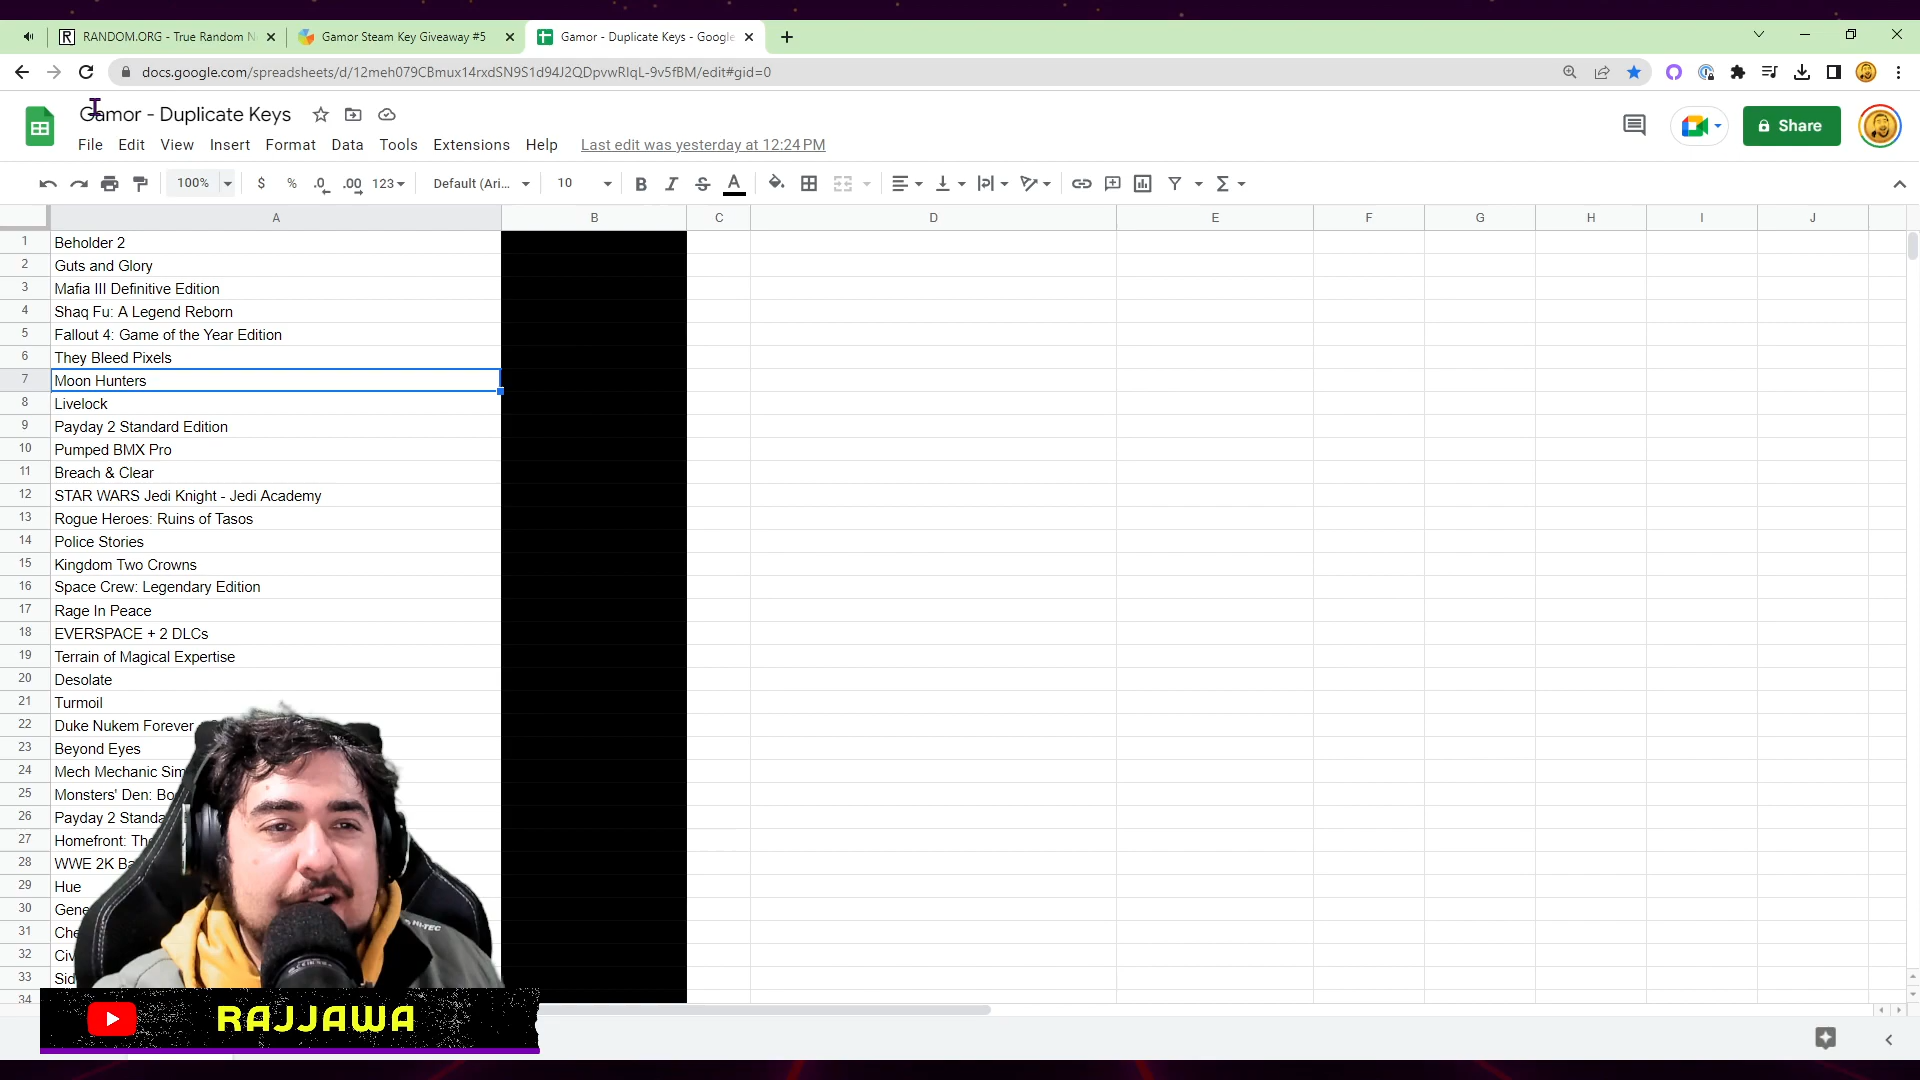 RANDOM.ORG - True Random N
Gamor Steam Key Giveaway #5
Gamor - Duplicate Keys - Google
docs.google.com/spreadsheets/d/12meh079CBmux14rxdSN9S1d94J2QDpvwRIqL-9v5fBM/edit#gid=0
Gamor - Duplicate Keys
File Edit View Insert Format Data Tools Extensions Help Last edit was yesterday at 12:24 PM
Share
100% $ % .0 .00 123 Default (Ari... 10 B I S A
A B C D E F G H I J
1 Beholder 2
2 Guts and Glory
3 Mafia III Definitive Edition
4 Shaq Fu: A Legend Reborn
5 Fallout 4: Game of the Year Edition
6 They Bleed Pixels
7 Moon Hunters
8 Livelock
9 Payday 2 Standard Edition
10 Pumped BMX Pro
11 Breach & Clear
12 STAR WARS Jedi Knight - Jedi Academy
13 Rogue Heroes: Ruins of Tasos
14 Police Stories
15 Kingdom Two Crowns
16 Space Crew: Legendary Edition
17 Rage In Peace
18 EVERSPACE + 2 DLCs
19 Terrain of Magical Expertise
20 Desolate
21 Turmoil
22 Duke Nukem Forever
23 Beyond Eyes
24 Mech Mechanic Sim
25 Monsters' Den: Bo
26 Payday 2 Standa
27 Homefront: The
28 WWE 2K Ba
29 Hue
30 Gene
31 Che
32 Civ
33 Sid
34
HI-TEC
RAJJAWA